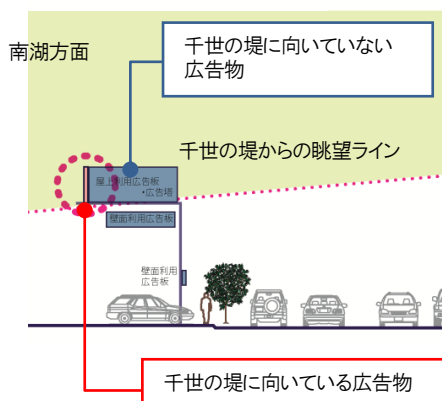 千世の堤に向いていない
広告物
南湖方面
千世の堤からの眺望ライン
屋上利用広告板
・広告塔
壁面利用広告板
壁面利用
広告板
千世の堤に向いている広告物